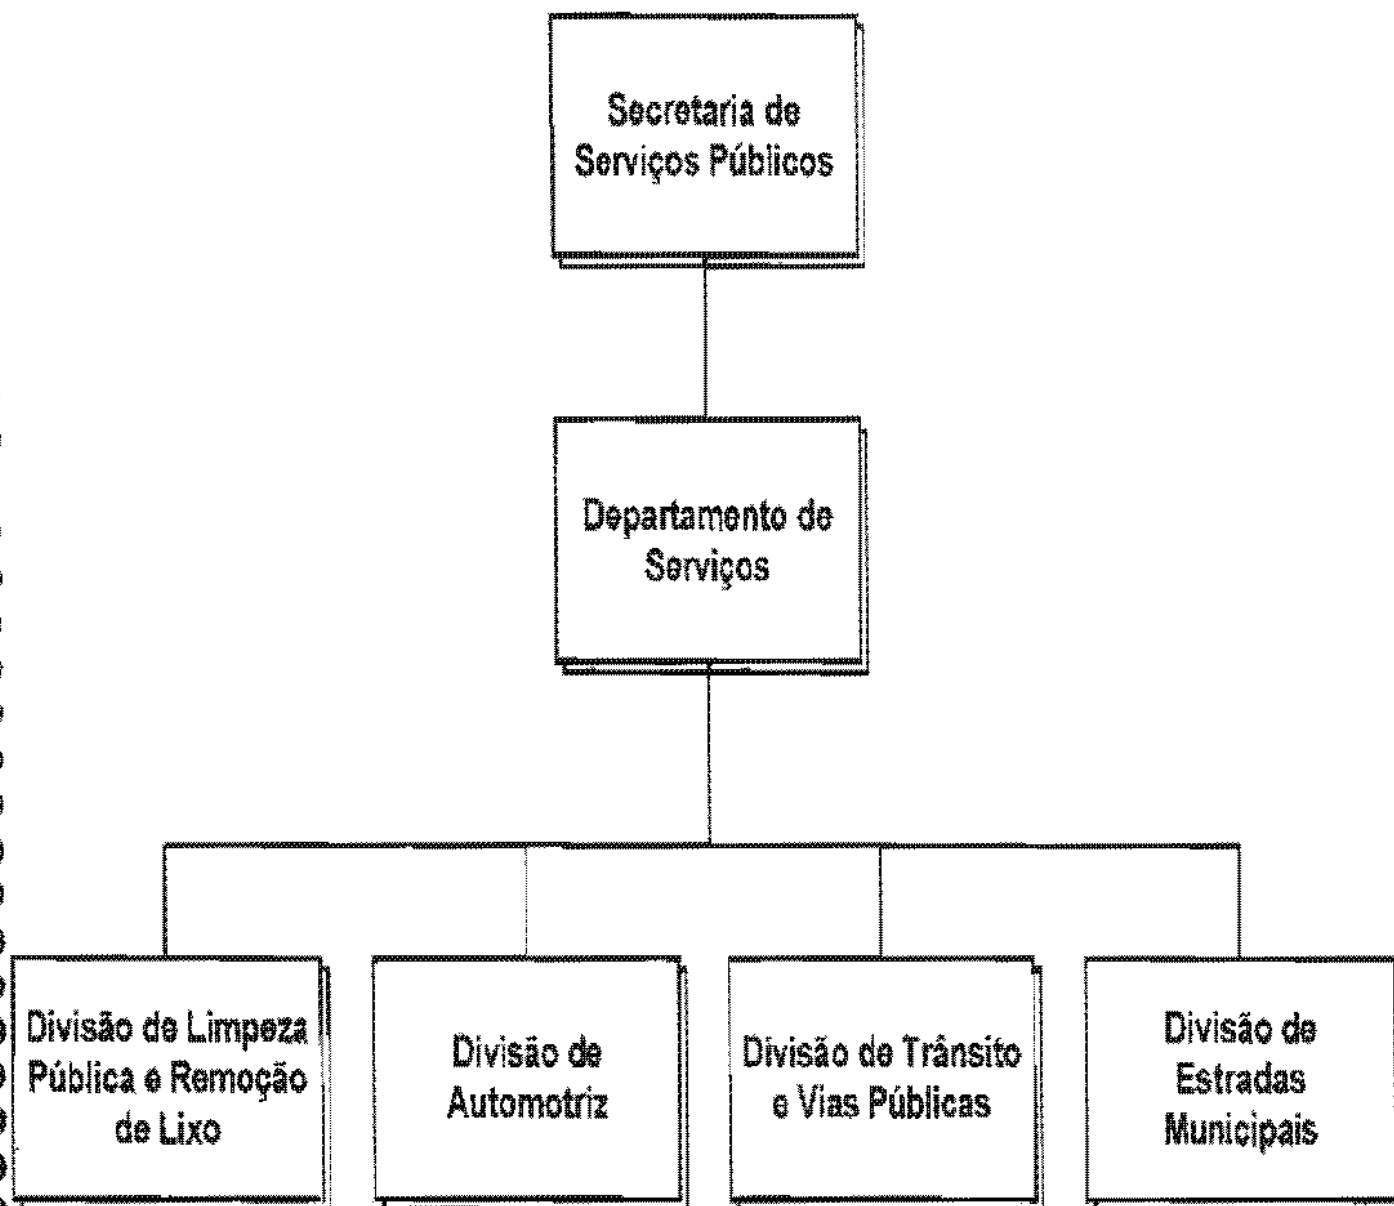 Secretaria de
Serviços Públicos
Departamento de
Serviços
Divisão de Limpeza
Pública e Remoção
de Lixo
Divisão de
Automotriz
Divisão de Trânsito
e Vias Públicas
Divisão de
Estradas
Municipais